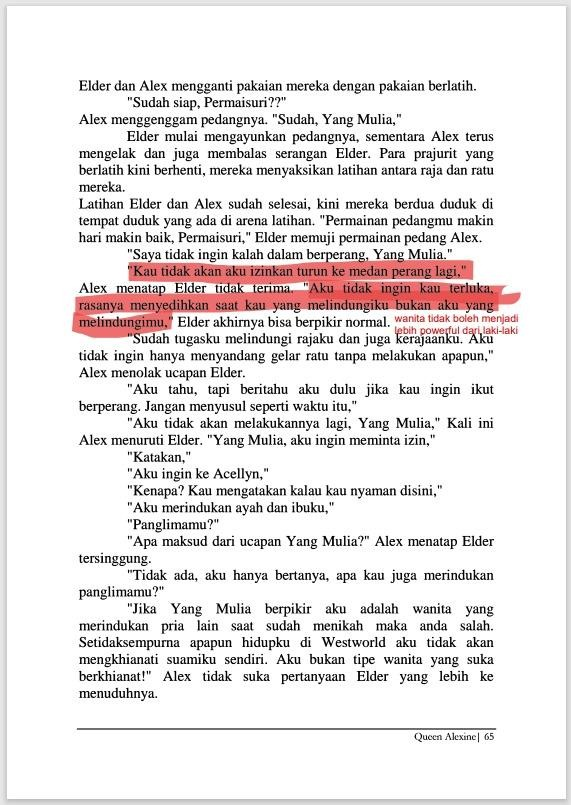 Elder dan Alex mengganti pakaian mereka dengan pakaian berlatih.
"Sudah siap, Permaisuri??"
Alex menggenggam pedangnya. "Sudah, Yang Mulia,"
Elder mulai mengayunkan pedangnya, sementara Alex terus
mengelak dan juga membalas serangan Elder. Para prajurit yang
berlatih kini berhenti, mereka menyaksikan latihan antara raja dan ratu
mereka.
Latihan Elder dan Alex sudah selesai, kini mereka berdua duduk di
tempat duduk yang ada di arena latihan. "Permainan pedangmu makin
hari makin baik, Permaisuri," Elder memuji permainan pedang Alex.
"Saya tidak ingin kalah dalam berperang, Yang Mulia."
"Kau tidak akan aku izinkan turun ke medan perang lagi,"
Alex menatap Elder tidak terima. "Aku tidak ingin kau terluka,
rasanya menyedihkan saat kau yang melindungiku bukan aku yang
melindungimu," Elder akhirnya bisa berpikir normal.
wanita tidak boleh menjadi
lebih powerful dari laki-laki
"Sudah tugasku melindungi rajaku dan juga kerajaanku. Aku
tidak ingin hanya menyandang gelar ratu tanpa melakukan apapun,"
Alex menolak ucapan Elder.
"Aku tahu, tapi beritahu aku dulu jika kau ingin ikut
berperang. Jangan menyusul seperti waktu itu,"
"Aku tidak akan melakukannya lagi, Yang Mulia," Kali ini
Alex menuruti Elder. "Yang Mulia, aku ingin meminta izin,"
"Katakan,"
"Aku ingin ke Acellyn,"
"Kenapa? Kau mengatakan kalau kau nyaman disini,"
"Aku merindukan ayah dan ibuku,"
"Panglimamu?"
"Apa maksud dari ucapan Yang Mulia?" Alex menatap Elder
tersinggung.
"Tidak ada, aku hanya bertanya, apa kau juga merindukan
panglimamu?"
"Jika Yang Mulia berpikir aku adalah wanita yang
merindukan pria lain saat sudah menikah maka anda salah.
Setidaksempurna apapun hidupku di Westworld aku tidak akan
mengkhianati suamiku sendiri. Aku bukan tipe wanita yang suka
berkhianat!" Alex tidak suka pertanyaan Elder yang lebih ke
menuduhnya.
Queen Alexine| 65